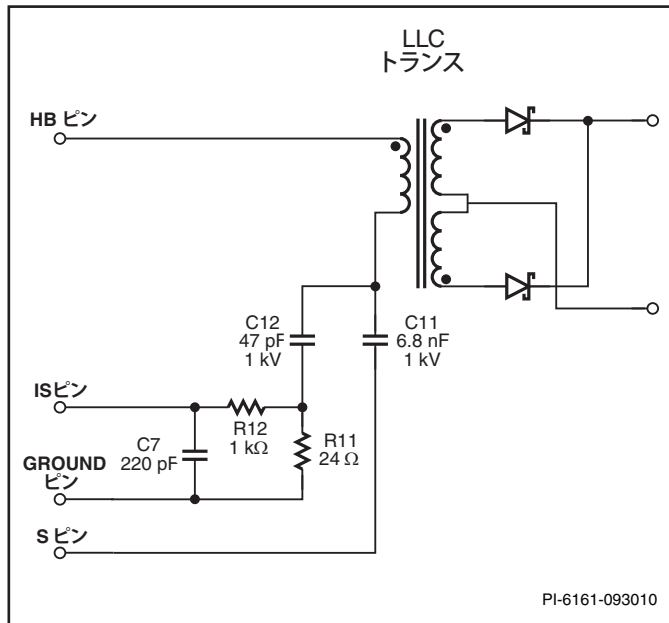 LLC
トランス
HB ピン
C12
47 pF
1 kV
C11
6.8 nF
1 kV
ISピン
R12
1 kΩ
C7
220 pF
R11
24 Ω
GROUND
ピン
S ピン
PI-6161-093010